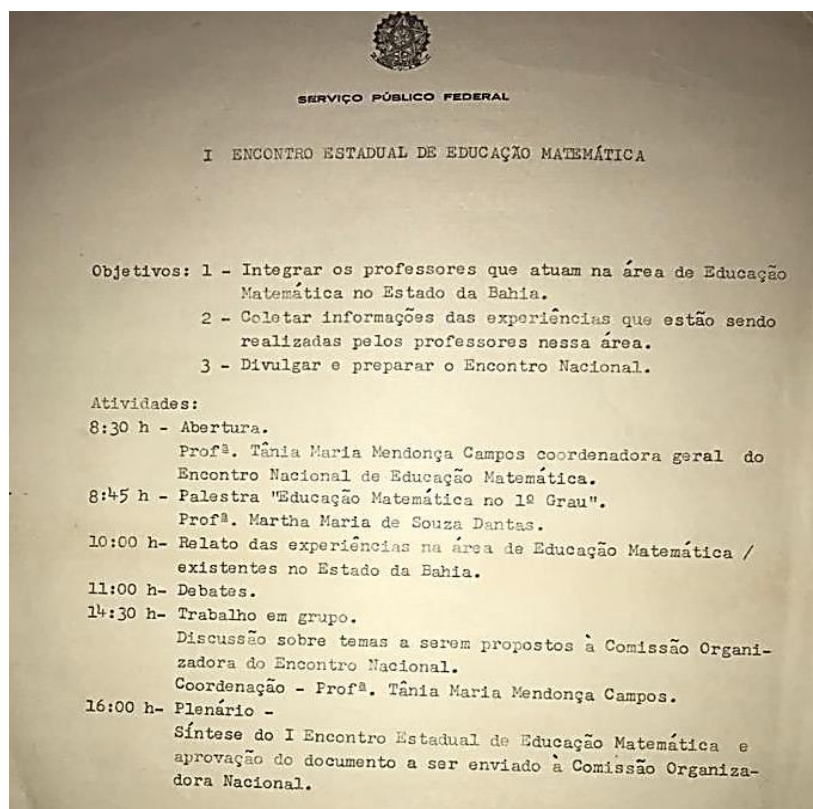 SERVIÇO PÚBLICO FEDERAL
I ENCONTRO ESTADUAL DE EDUCAÇÃO MATEMÁTICA
Objetivos: 1 - Integrar os professores que atuam na área de Educação
Matemática no Estado da Bahia.
2 - Coletar informações das experiências que estão sendo
realizadas pelos professores nessa área.
3 - Divulgar e preparar o Encontro Nacional.
Atividades:
8:30 h - Abertura.
Profª. Tânia Maria Mendonça Campos coordenadora geral do
Encontro Nacional de Educação Matemática.
8:45 h - Palestra "Educação Matemática no 1º Grau".
Profª. Martha Maria de Souza Dantas.
10:00 h- Relato das experiências na área de Educação Matemática /
existentes no Estado da Bahia.
11:00 h- Debates.
14:30 h- Trabalho em grupo.
Discussão sobre temas a serem propostos à Comissão Organi-
zadora do Encontro Nacional.
Coordenação - Profª. Tânia Maria Mendonça Campos.
16:00 h- Plenário -
Síntese do I Encontro Estadual de Educação Matemática e
aprovação do documento a ser enviado à Comissão Organiza-
dora Nacional.